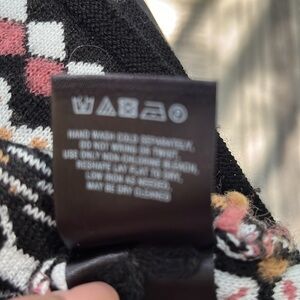 HAND WASH COLD SEPARATELY,
DO NOT WRING OR TWIST.
USE ONLY NON-CHLORINE BLEACH.
RESHAPE LAY FLAT TO DRY.
LOW IRON AS NEEDED.
MAY BE DRY CLEANED